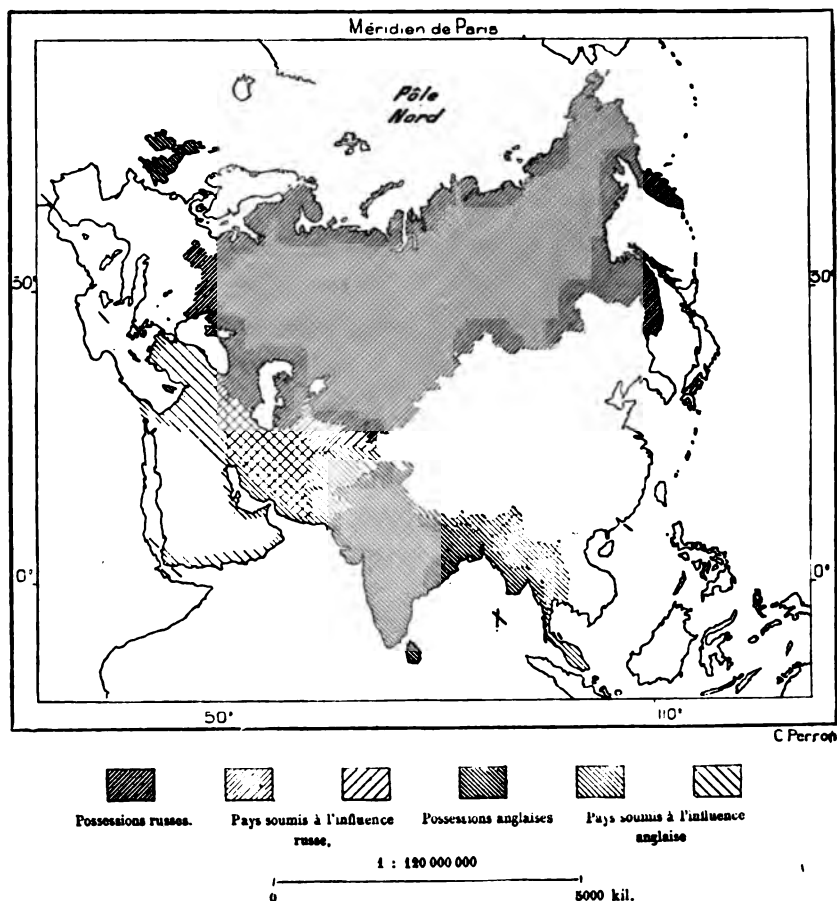 Méridien de Paris
Pôle
Nord
50° 50°
0° 0°
50° 110°
C Perron
Possessions russes. Pays soumis à l'influence Possessions anglaises Pays soumis à l'influence
russe. anglaise
1 : 120 000 000
0 5000 kil.